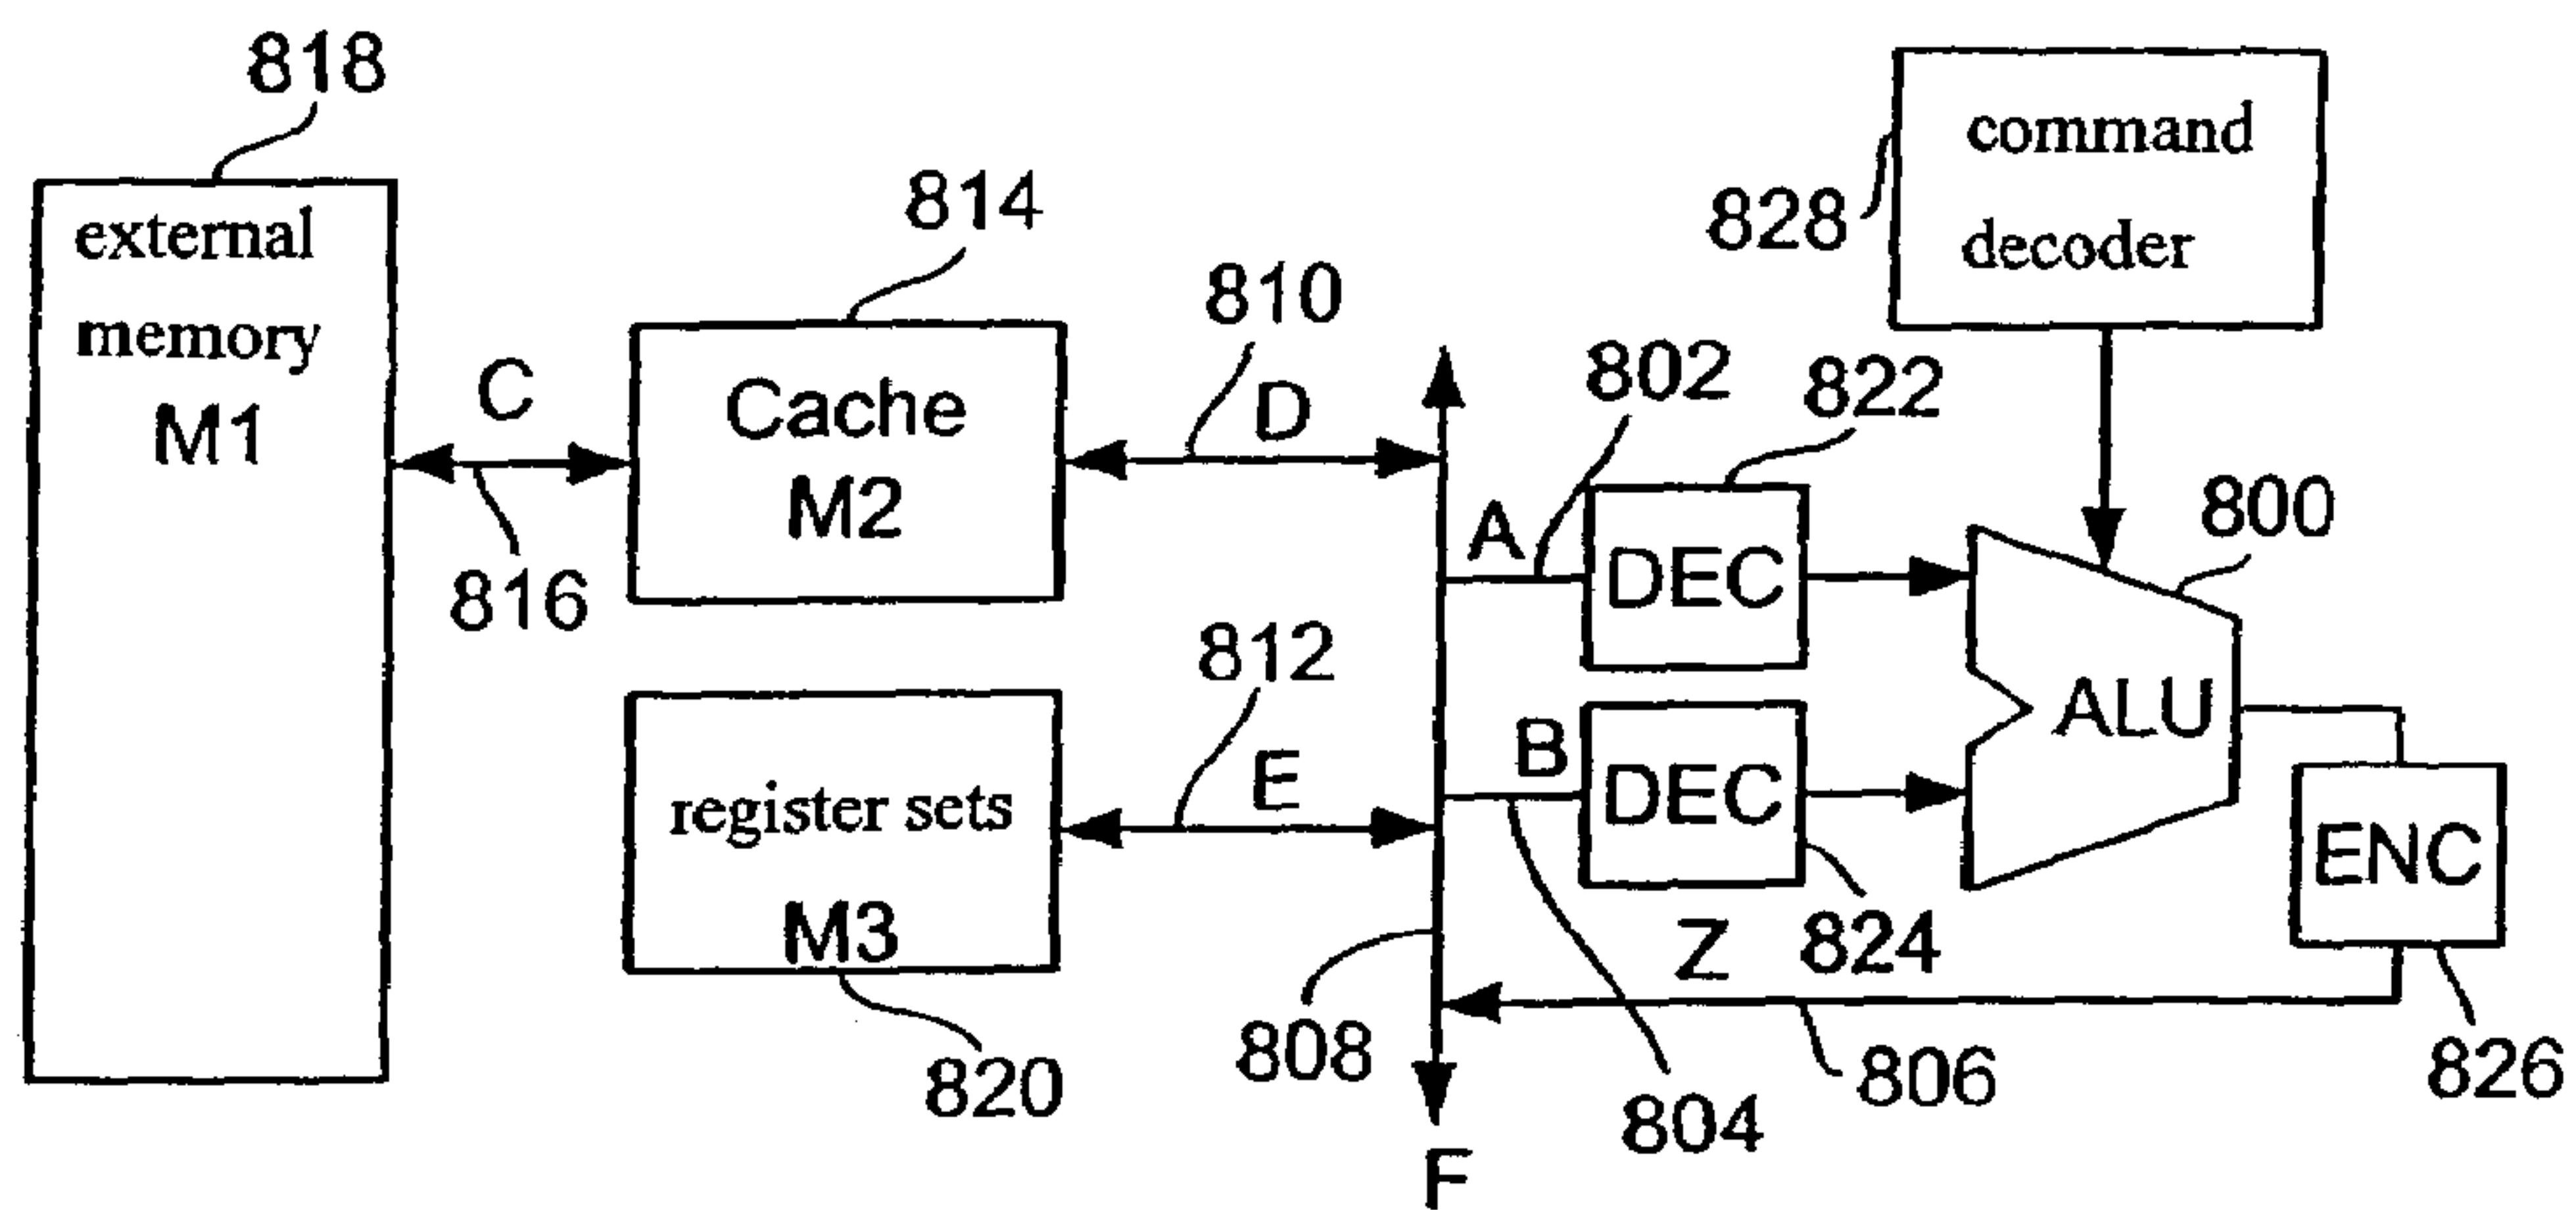 818
external
memory
M1
C
816
814
Cache
M2
810
D
812
E
register sets
M3
820
808
F
802
A
822
DEC
B
DEC
824
804
Z
806
828
command
decoder
800
ALU
ENC
826